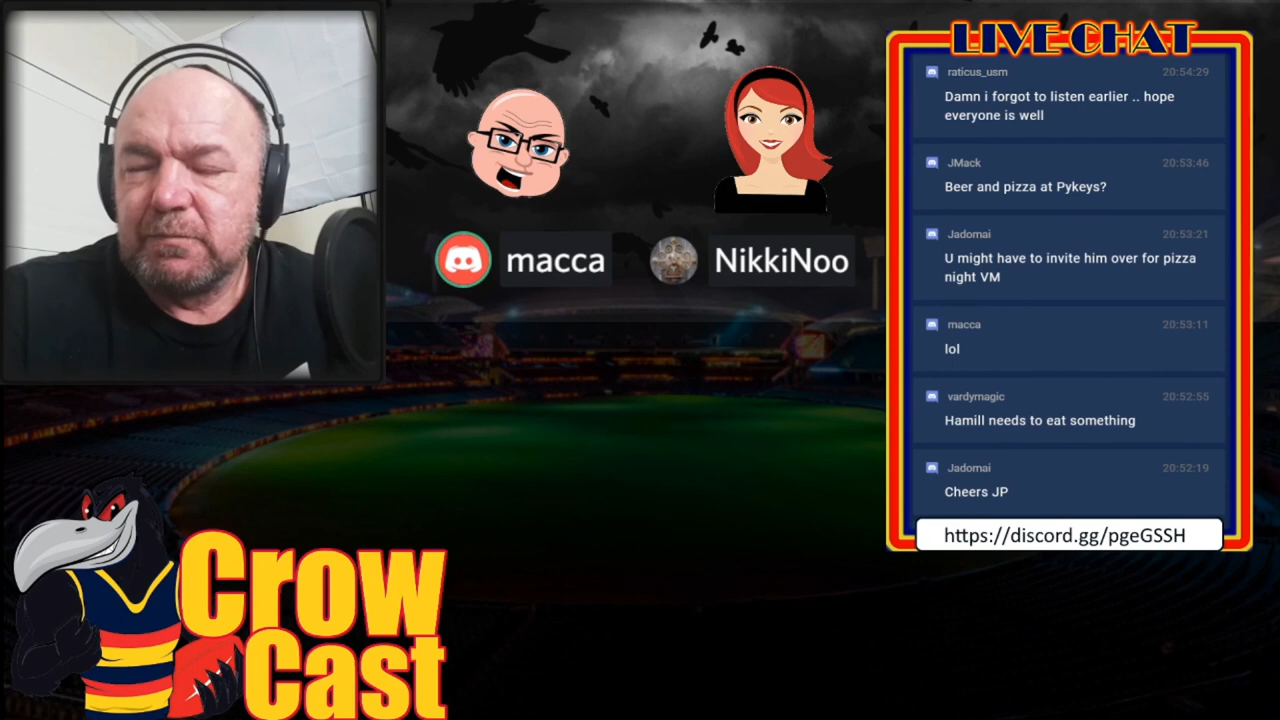 LIVE CHAT
raticus_usm 20:54:29
Damn i forgot to listen earlier .. hope
everyone is well
JMack 20:53:46
Beer and pizza at Pykeys?
Jadomai 20:53:21
U might have to invite him over for pizza
night VM
macca 20:53:11
lol
vardymagic 20:52:55
Hamill needs to eat something
Jadomai 20:52:19
Cheers JP
https://discord.gg/pgeGSSH
macca
NikkiNoo
Crow
Cast